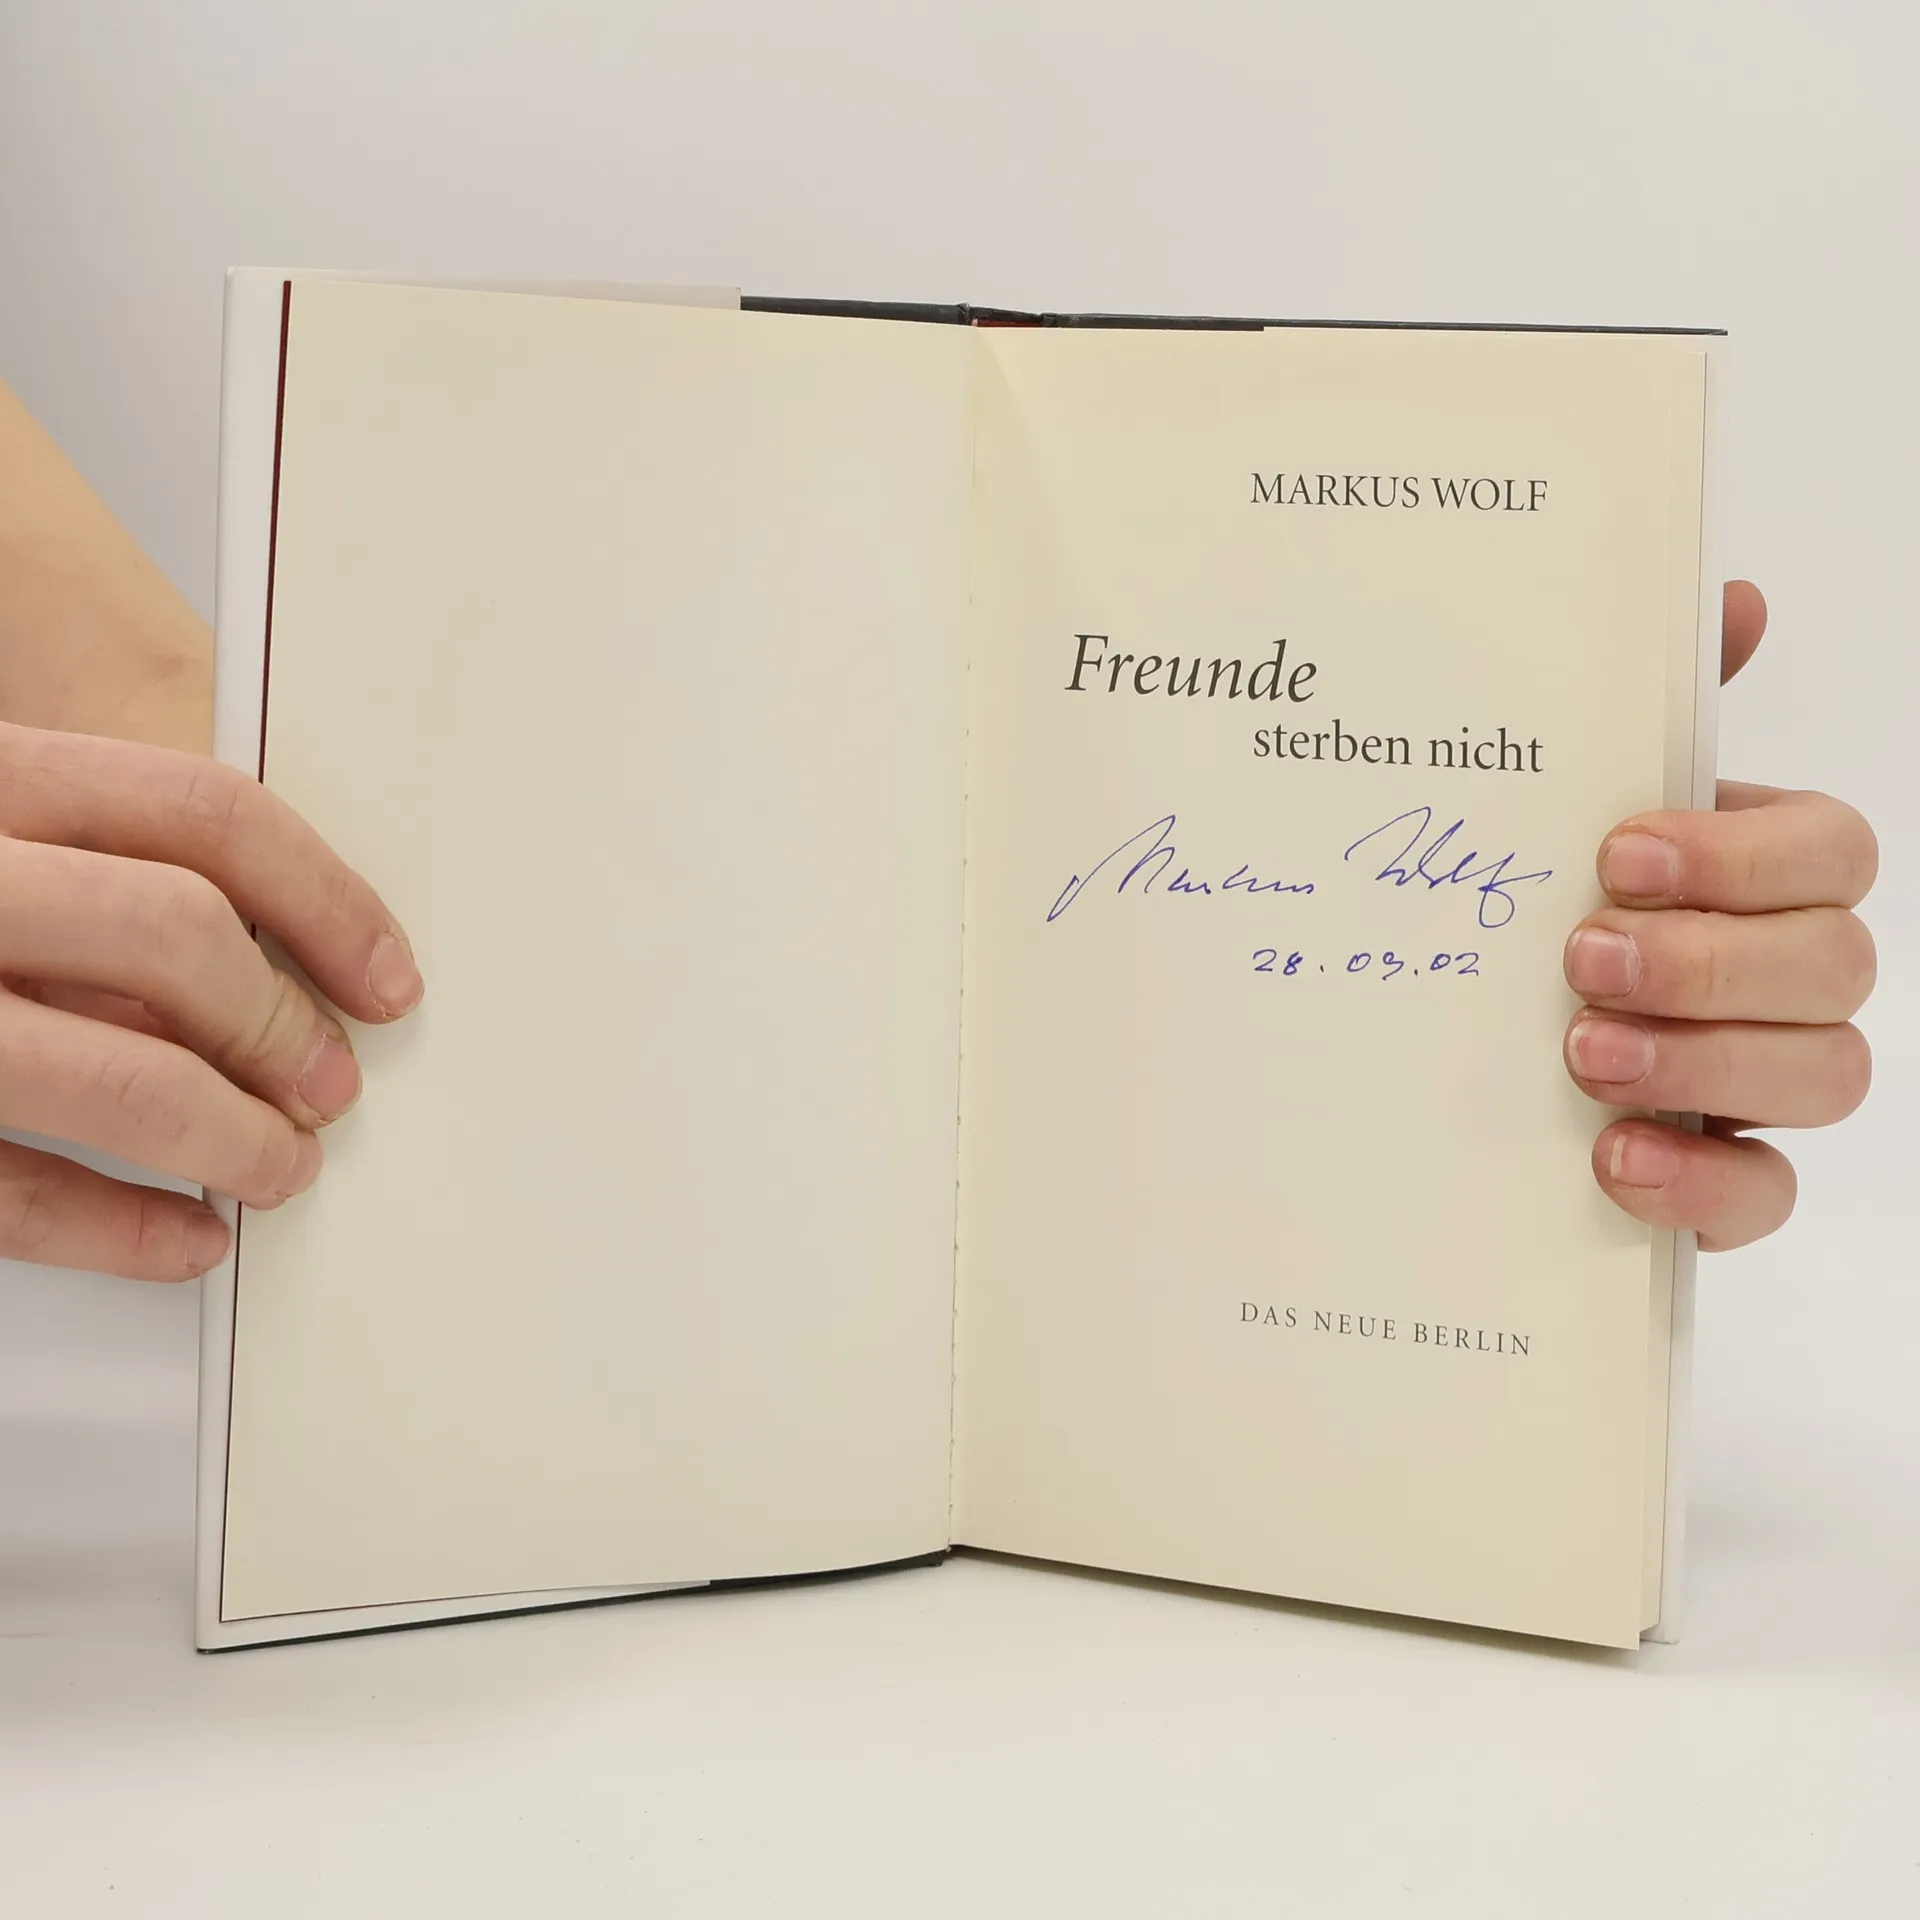 MARKUS WOLF
Freunde
sterben nicht
Markus Wolf
28.09.02
DAS NEUE BERLIN